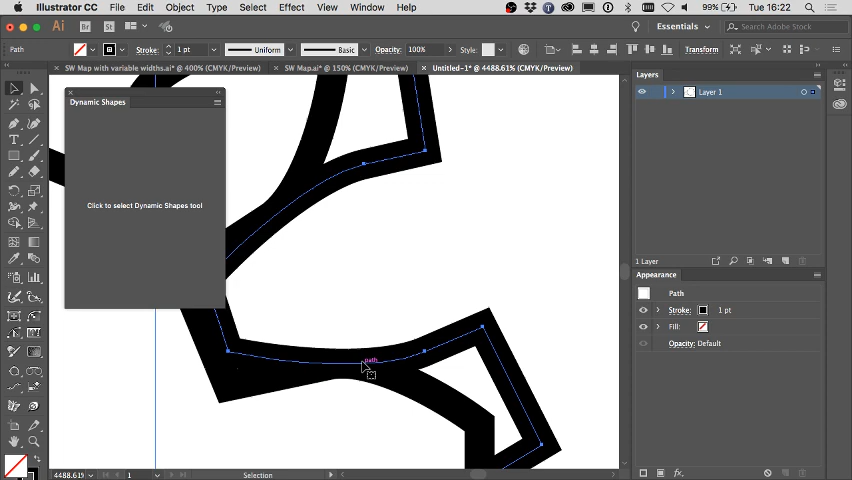 Illustrator CC File Edit Object Type Select Effect View Window Help
99% Tue 16:22
Ai Br St Essentials Search Adobe Stock
Path Stroke: 1 pt Uniform Basic Opacity: 100% Style: Transform
SW Map with variable widths.ai* @ 400% (CMYK/Preview) SW Map.ai* @ 150% (CMYK/Preview) Untitled-1* @ 4488.61% (CMYK/Preview)
Dynamic Shapes
Click to select Dynamic Shapes tool
path
Layers
Layer 1
1 Layer
Appearance
Path
Stroke: 1 pt
Fill:
Opacity: Default
fx
4488.61 1 Selection